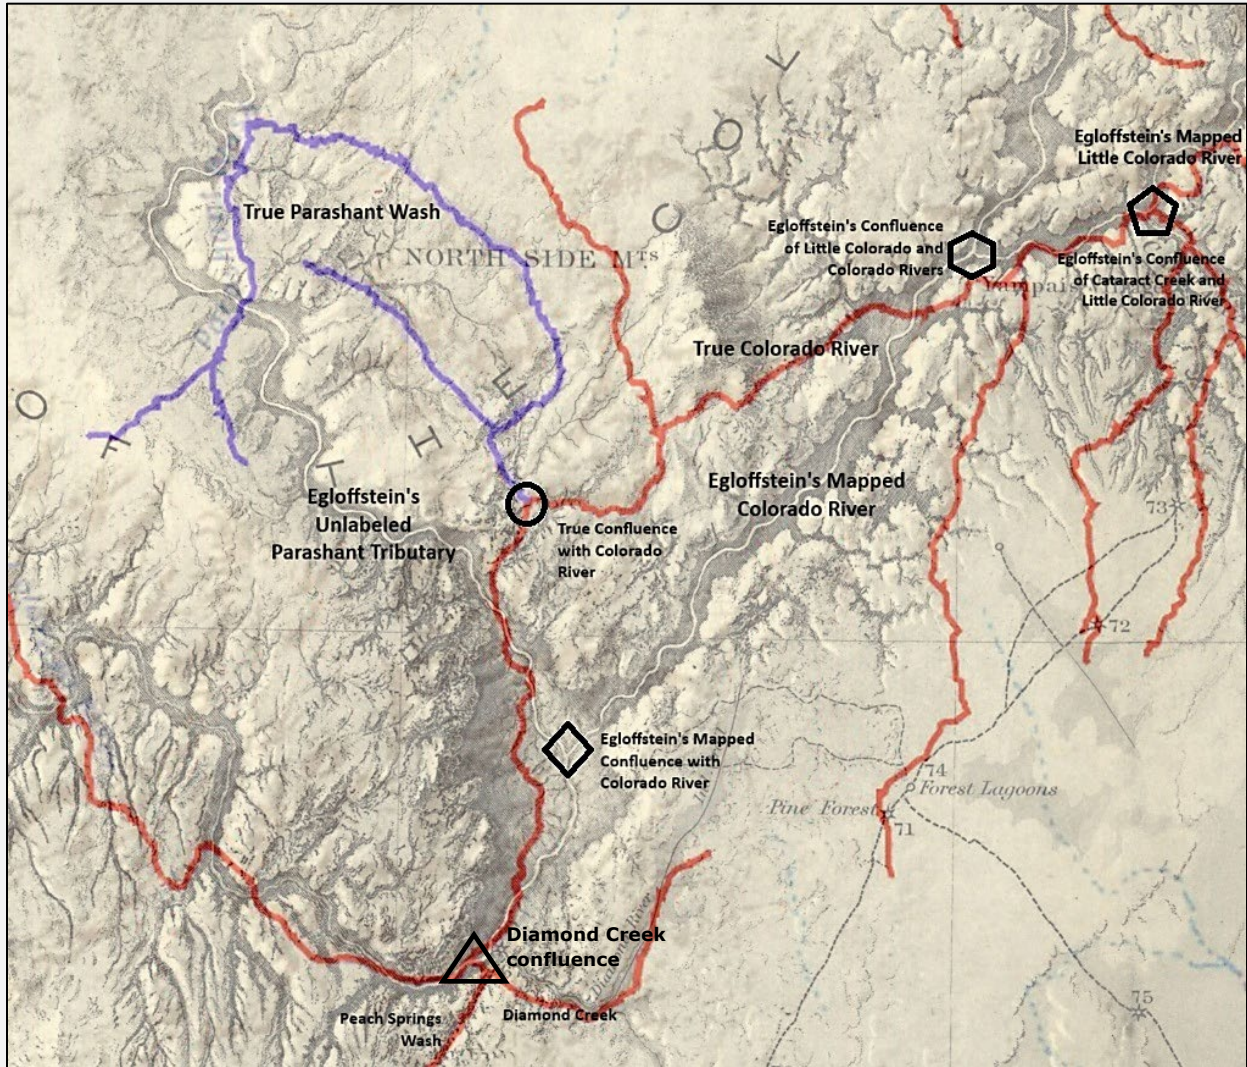 Egloffstein's Mapped
Little Colorado River
True Parashant Wash
Egloffstein's Confluence
of Little Colorado and
Colorado Rivers
NORTH SIDE Mᵀˢ
Egloffstein's Confluence
of Cataract Creek and
Little Colorado River
True Colorado River
O F T H E C O L
Egloffstein's
Unlabeled
Parashant Tributary
Egloffstein's Mapped
Colorado River
True Confluence
with Colorado
River
73
72
Egloffstein's Mapped
Confluence with
Colorado River
74
Forest Lagoons
Pine Forest
71
Diamond Creek
confluence
Diamond River
75
Peach Springs
Wash
Diamond Creek